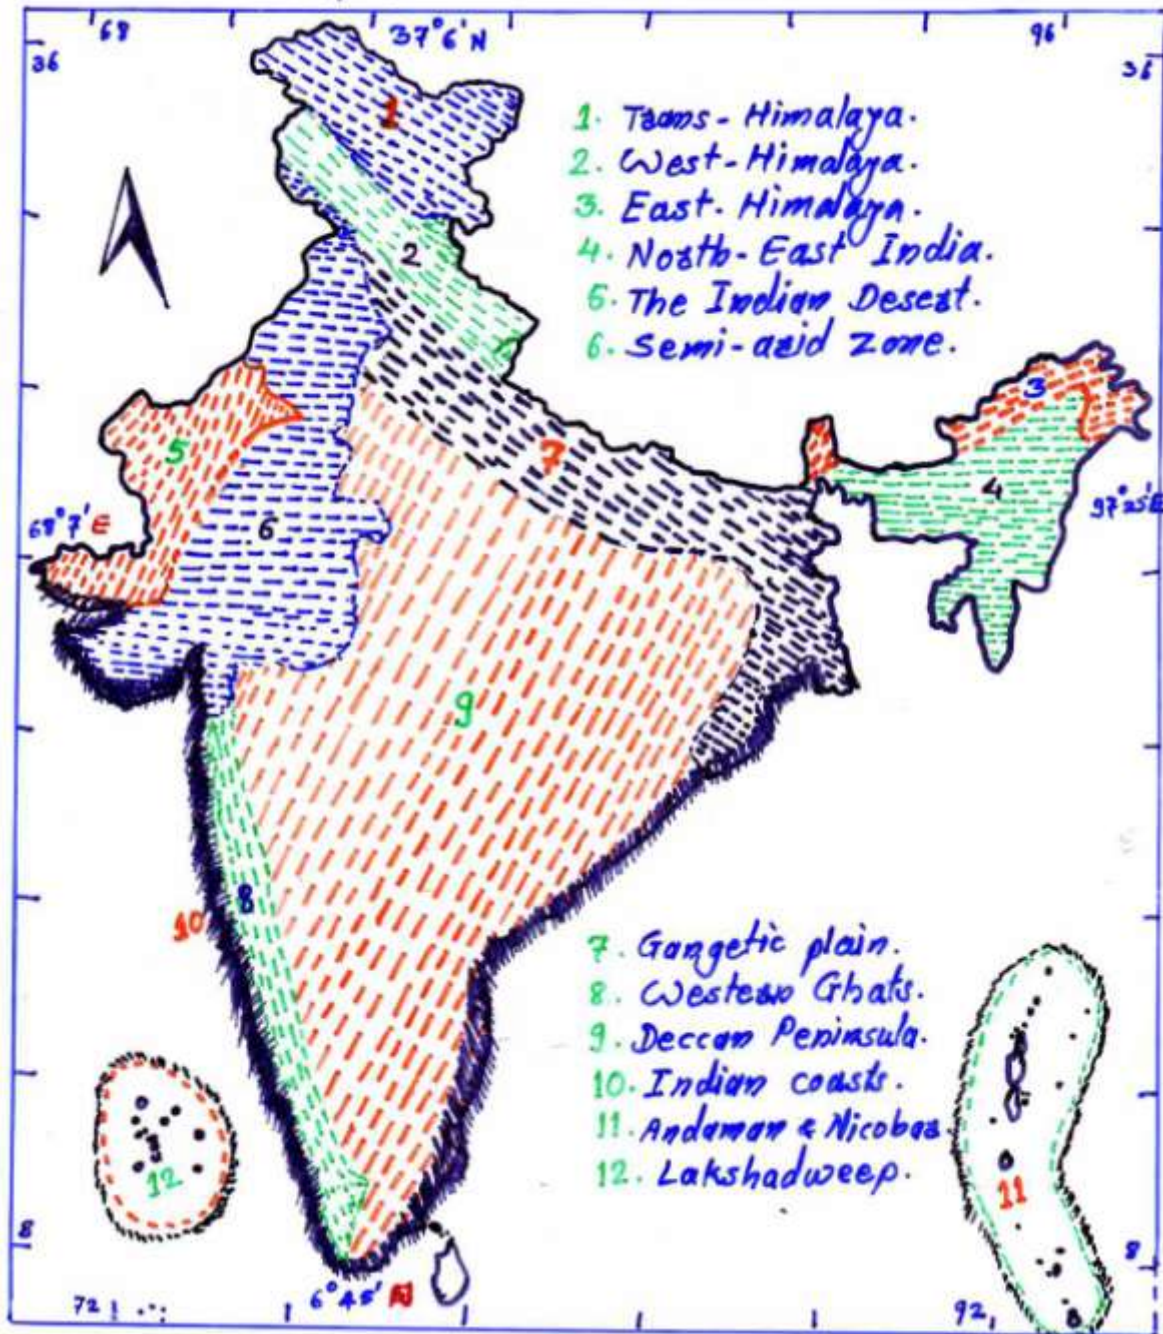 68
37°6'N
96
36
36
1. Trans-Himalaya.
2. West-Himalaya.
3. East-Himalaya.
4. North-East India.
5. The Indian Desert.
6. Semi-arid Zone.
1
2
3
4
5
6
7
68°7'E
97°25'E
9
8
10
7. Gangetic plain.
8. Western Ghats.
9. Deccan Peninsula.
10. Indian coasts.
11. Andaman & Nicobar.
12. Lakshadweep.
12
11
8
8
72
6°45' N
92